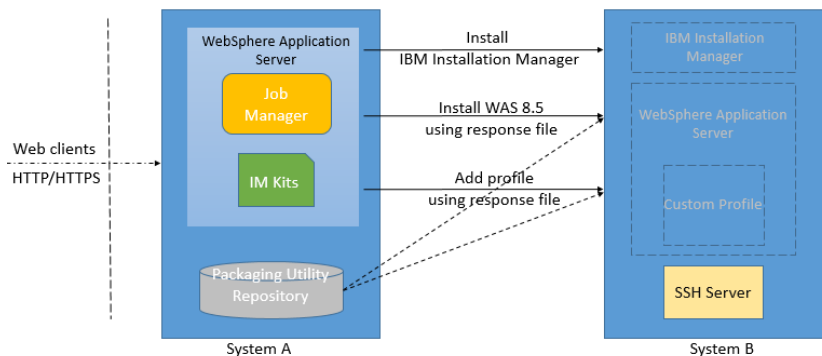 Web clients
HTTP/HTTPS
WebSphere Application
Server
Job
Manager
IM Kits
Packaging Utility
Repository
System A
Install
IBM Installation Manager
Install WAS 8.5
using response file
Add profile
using response file
IBM Installation
Manager
WebSphere Application
Server
Custom Profile
SSH Server
System B